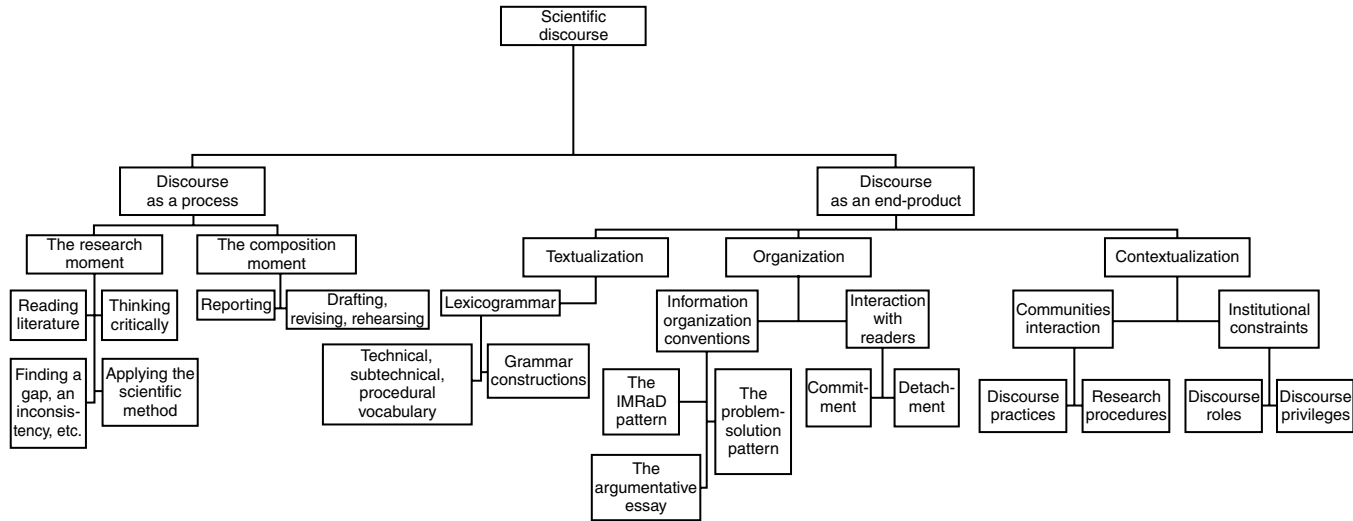 Scientific
discourse
Discourse
as a process
Discourse
as an end-product
The research
moment
The composition
moment
Textualization
Organization
Contextualization
Reading
literature
Thinking
critically
Reporting
Drafting,
revising, rehearsing
Lexicogrammar
Information
organization
conventions
Interaction
with
readers
Communities
interaction
Institutional
constraints
Finding a
gap, an
inconsis-
tency, etc.
Applying the
scientific
method
Technical,
subtechnical,
procedural
vocabulary
Grammar
constructions
The
IMRaD
pattern
The
problem-
solution
pattern
The
argumentative
essay
Commit-
ment
Detach-
ment
Discourse
practices
Research
procedures
Discourse
roles
Discourse
privileges